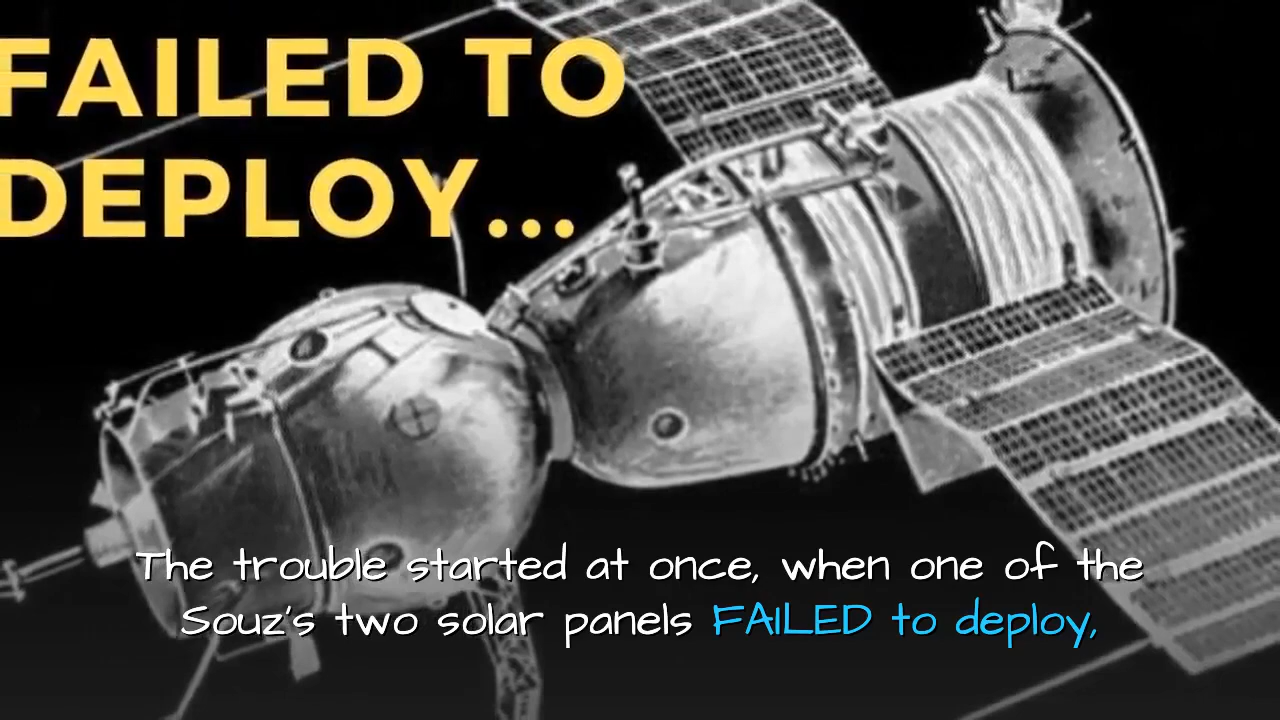 FAILED TO
DEPLOY...
The trouble started at once, when one of the
Souz's two solar panels FAILED to deploy,